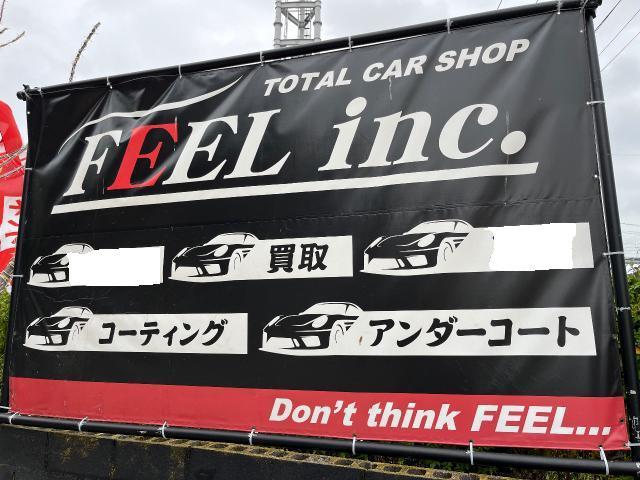 TOTAL CAR SHOP
FEEL inc.
買取
コーティング
アンダーコート
Don't think FEEL...